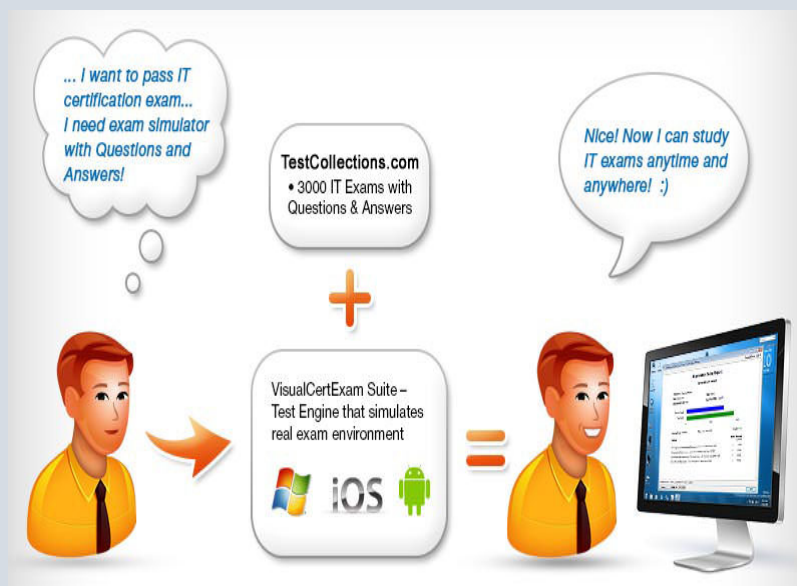 ... I want to pass IT
certification exam...
I need exam simulator
with Questions and
Answers!
TestCollections.com
• 3000 IT Exams with
Questions & Answers
Nice! Now I can study
IT exams anytime and
anywhere! :)
VisualCertExam Suite –
Test Engine that simulates
real exam environment
iOS